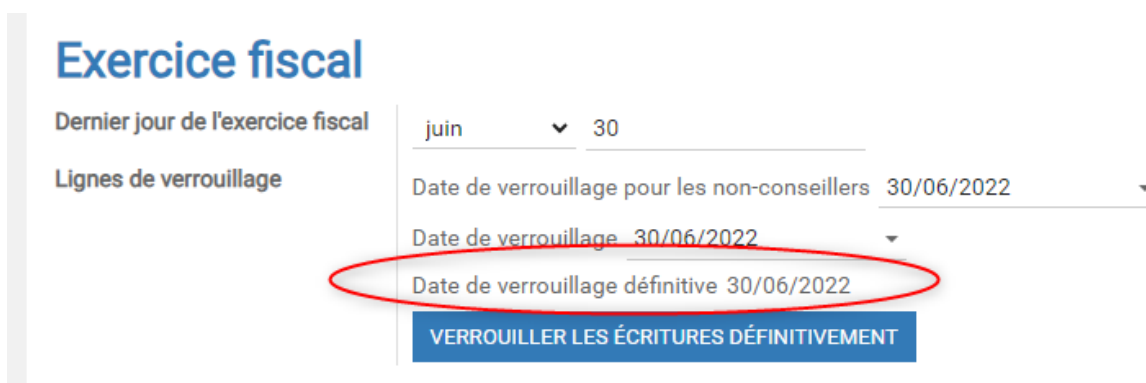 Exercice fiscal
Dernier jour de l'exercice fiscal juin 30
Lignes de verrouillage
Date de verrouillage pour les non-conseillers 30/06/2022
Date de verrouillage 30/06/2022
Date de verrouillage définitive 30/06/2022
VERROUILLER LES ÉCRITURES DÉFINITIVEMENT